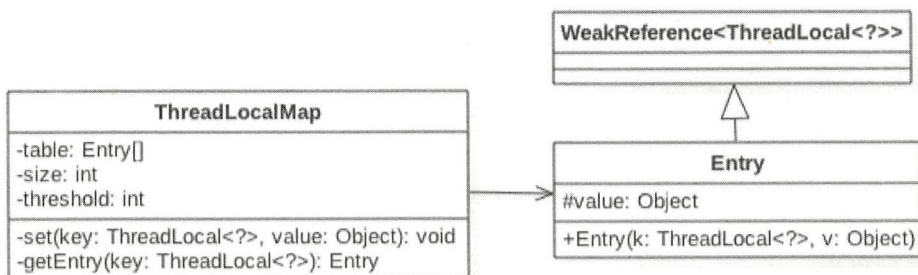 WeakReference<ThreadLocal<?>>
ThreadLocalMap
-table: Entry[]
-size: int
-threshold: int
-set(key: ThreadLocal<?>, value: Object): void
-getEntry(key: ThreadLocal<?>): Entry
Entry
#value: Object
+Entry(k: ThreadLocal<?>, v: Object)